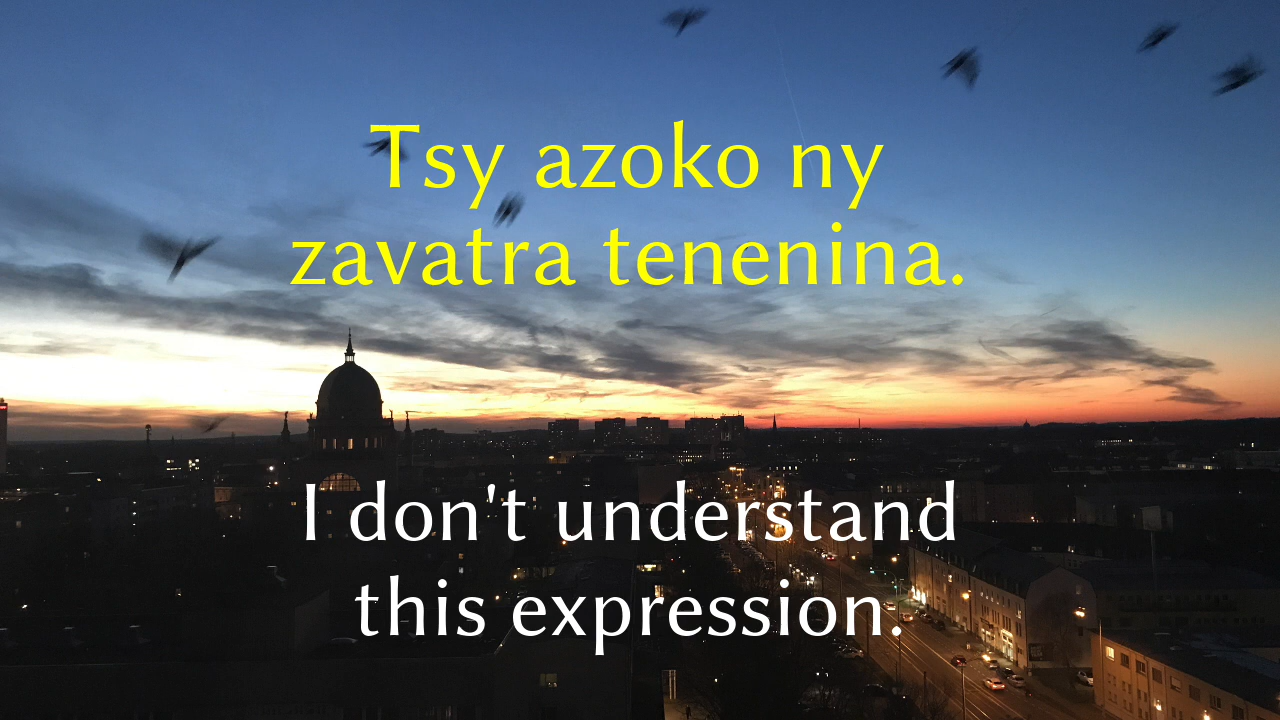 Tsy azoko ny
zavatra tenenina.
I don't understand
this expression.